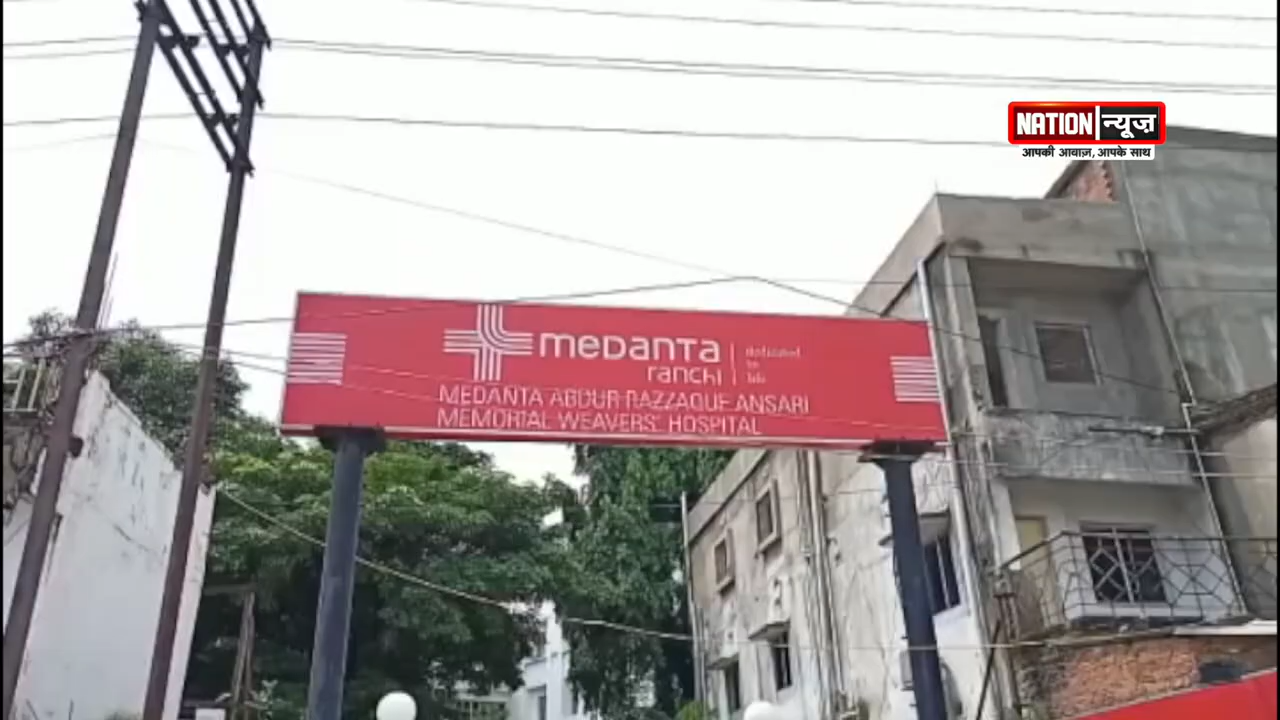 NATION न्यूज़
आपकी आवाज़, आपके साथ
meDanTa
rancHI
dedicated
to
life
MEDANTA ABDUR RAZZAQUE ANSARI
MEMORIAL WEAVERS' HOSPITAL